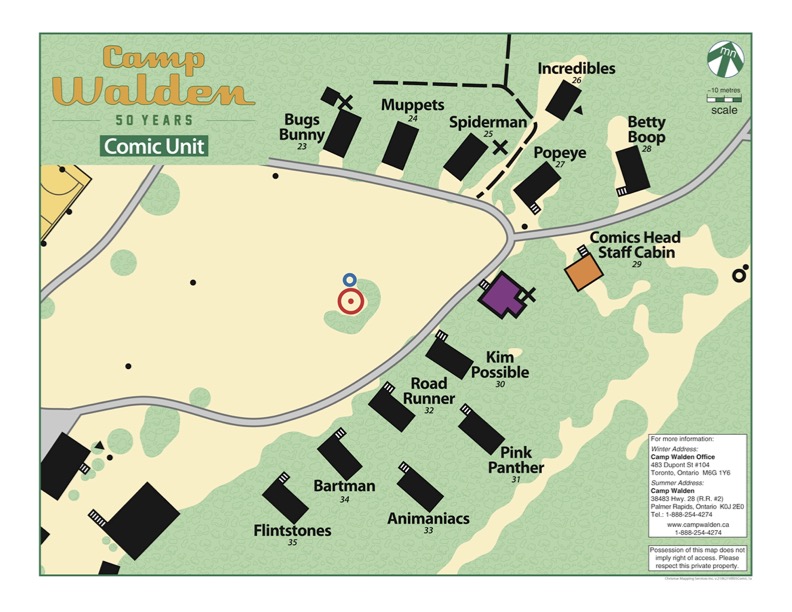 Camp
Walden
50 YEARS
Comic Unit
mn
~10 metres
scale
Incredibles
26
Muppets
24
Bugs
Bunny
23
Spiderman
25
Betty
Boop
28
Popeye
27
Comics Head
Staff Cabin
29
Kim
Possible
30
Road
Runner
32
Pink
Panther
31
Bartman
34
Animaniacs
33
Flintstones
35
For more information:
Winter Address:
Camp Walden Office
483 Dupont St #104
Toronto, Ontario M6G 1Y6
Summer Address:
Camp Walden
38483 Hwy. 28 (R.R. #2)
Palmer Rapids, Ontario K0J 2E0
Tel.: 1-888-254-4274
www.campwalden.ca
1-888-254-4274
Possession of this map does not
imply right of access. Please
respect this private property.